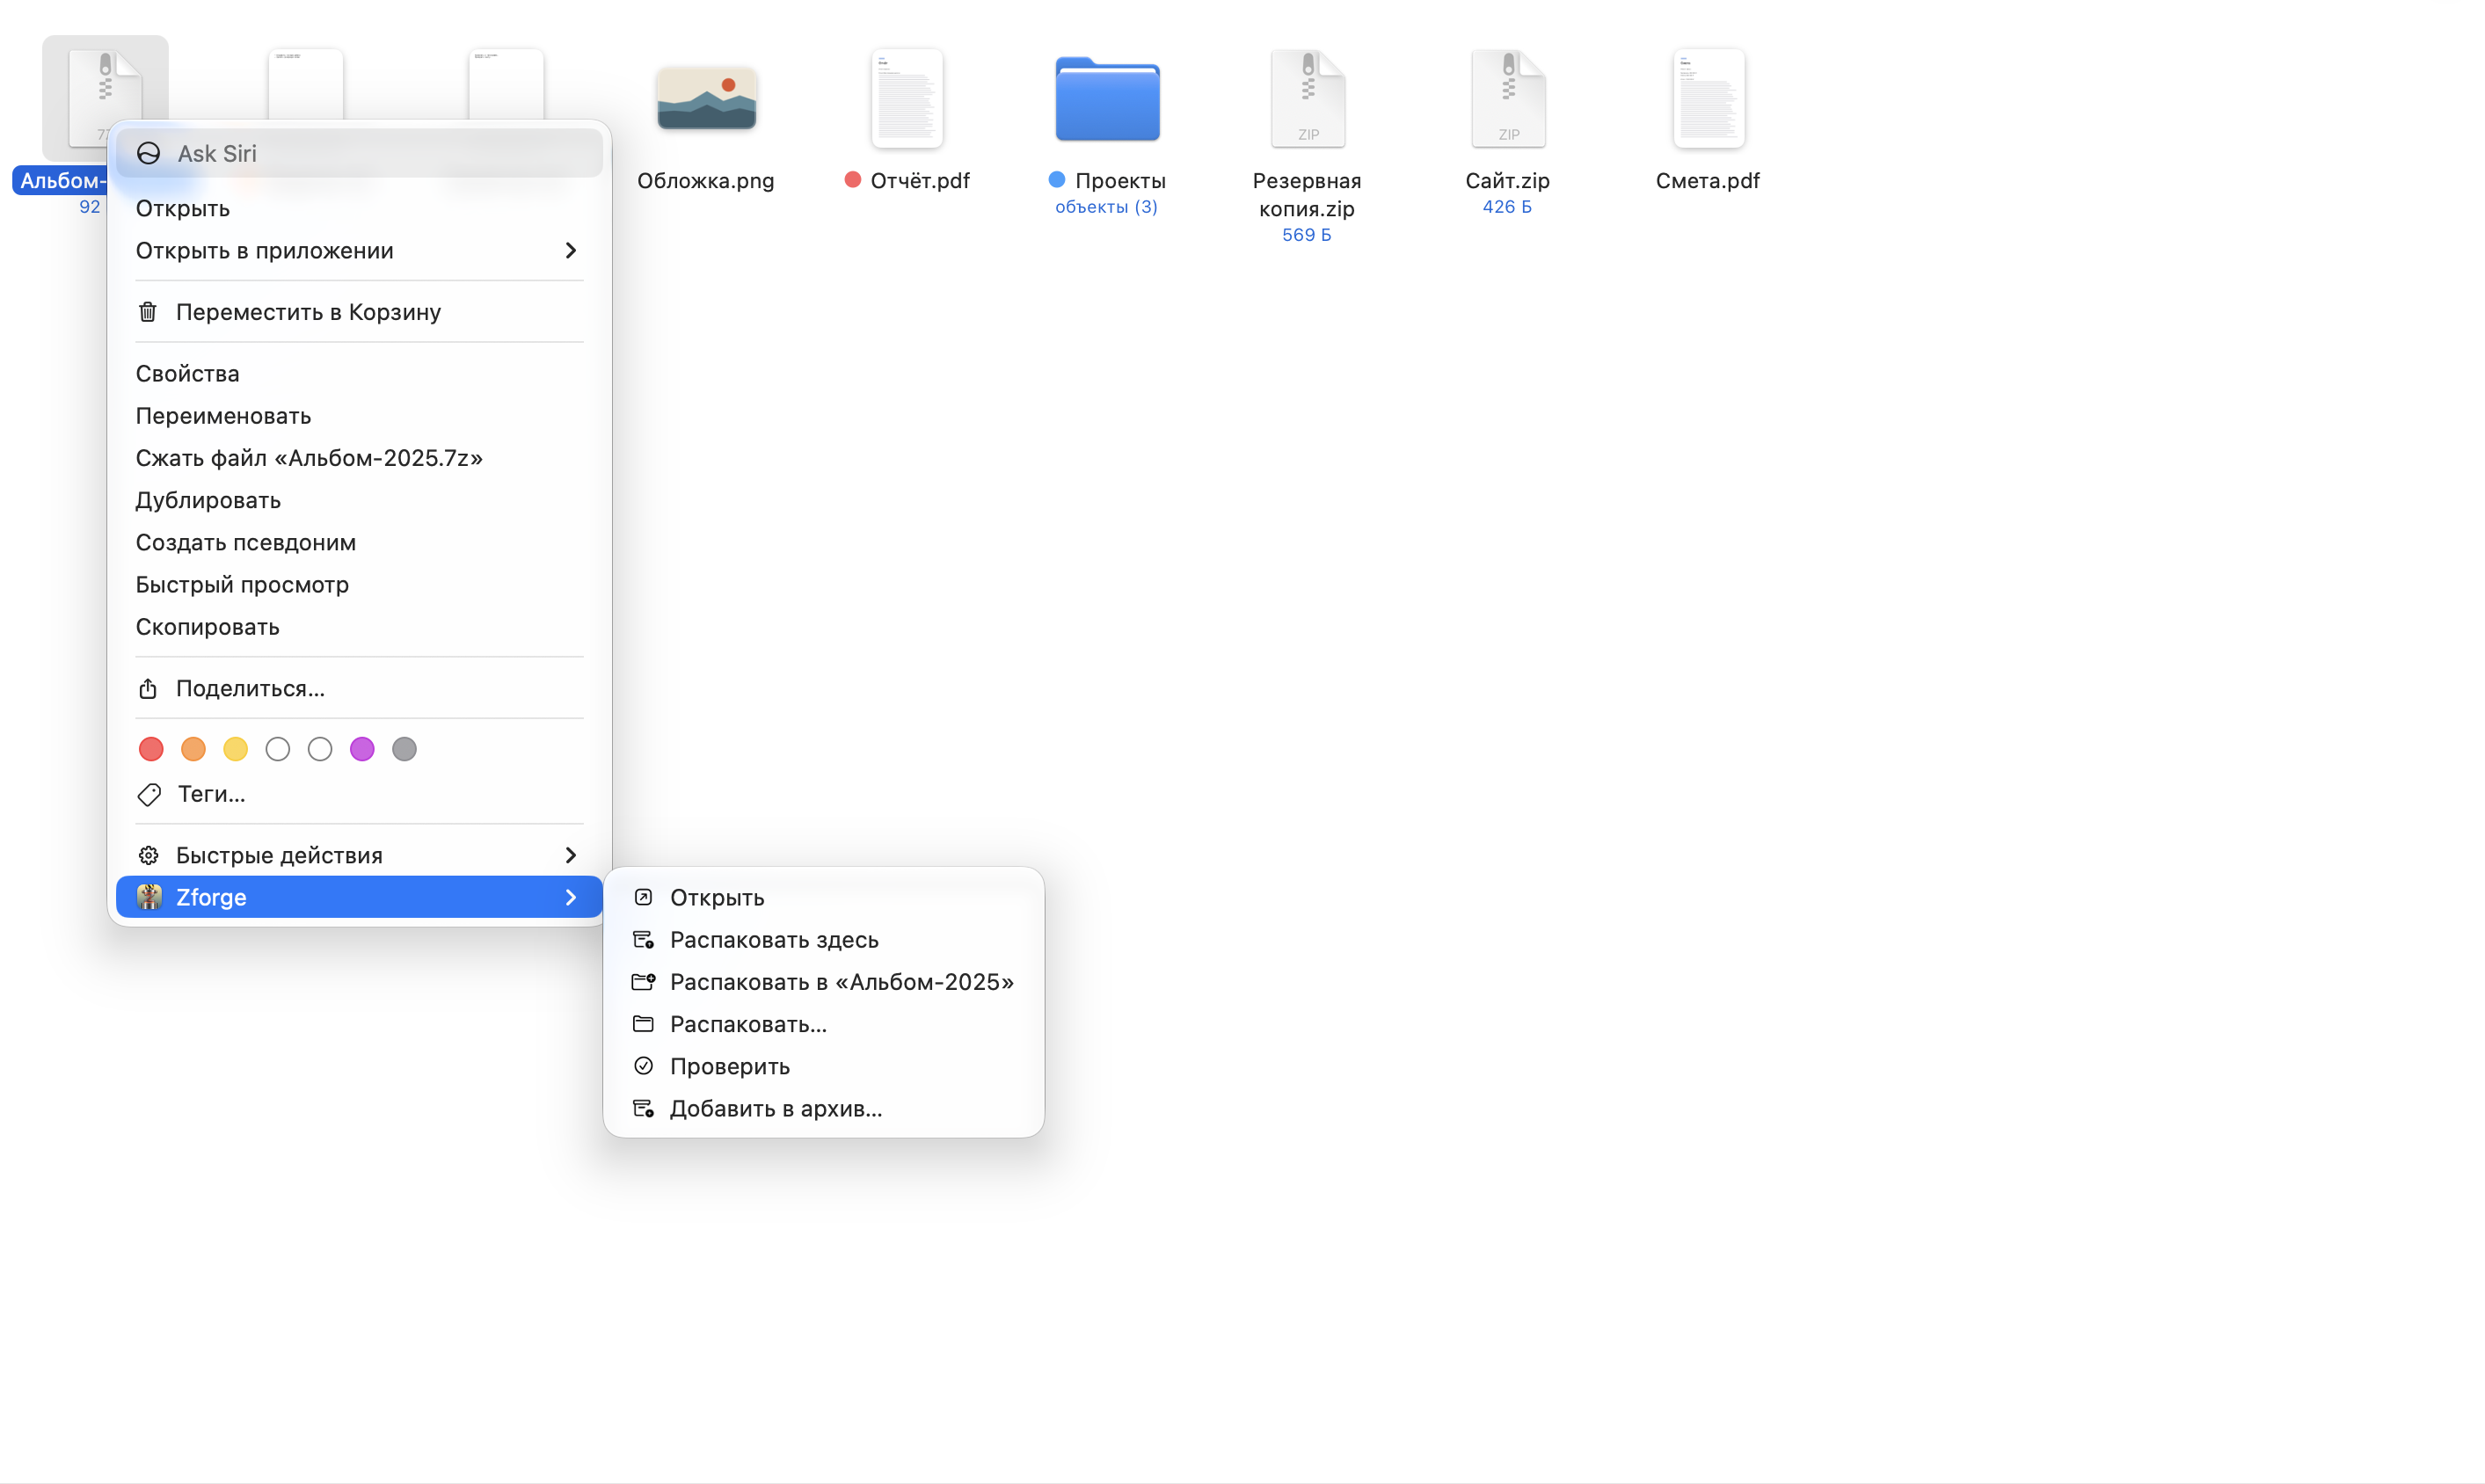 Альбом-
92
Обложка.png
Отчёт.pdf
Проекты
объекты (3)
ZIP
Резервная
копия.zip
569 Б
ZIP
Сайт.zip
426 Б
Смета.pdf
Ask Siri
Открыть
Открыть в приложении
Переместить в Корзину
Свойства
Переименовать
Сжать файл «Альбом-2025.7z»
Дублировать
Создать псевдоним
Быстрый просмотр
Скопировать
Поделиться...
Теги...
Быстрые действия
Zforge
Открыть
Распаковать здесь
Распаковать в «Альбом-2025»
Распаковать...
Проверить
Добавить в архив...